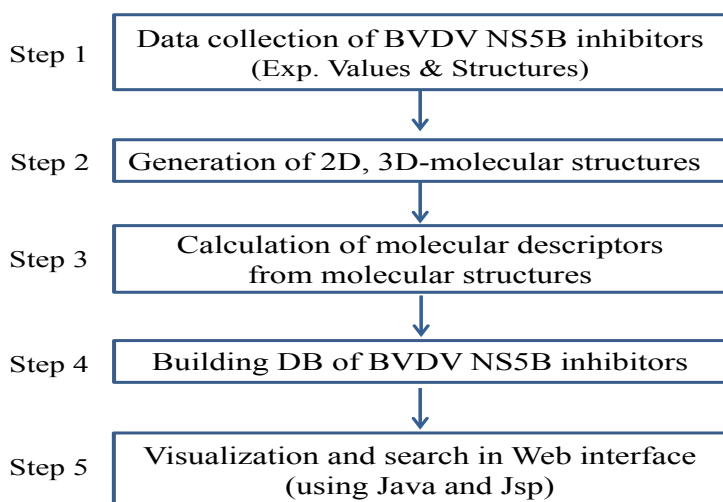 Step 1
Data collection of BVDV NS5B inhibitors
(Exp. Values & Structures)
Step 2
Generation of 2D, 3D-molecular structures
Step 3
Calculation of molecular descriptors
from molecular structures
Step 4
Building DB of BVDV NS5B inhibitors
Step 5
Visualization and search in Web interface
(using Java and Jsp)